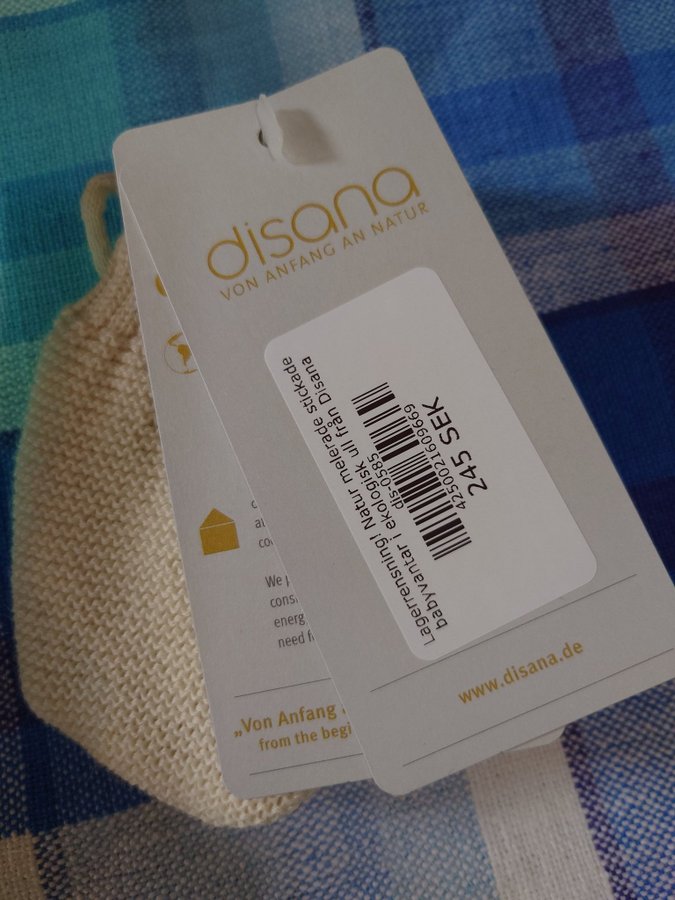 disana
VON ANFANG AN NATUR
Lagerrensning! Natur melerade stickade
babyvantar i ekologisk ull från Disana
dis-0585
4250021609669
245 SEK
www.disana.de
We
cons
energ
need
„Von Anfang
from the begi